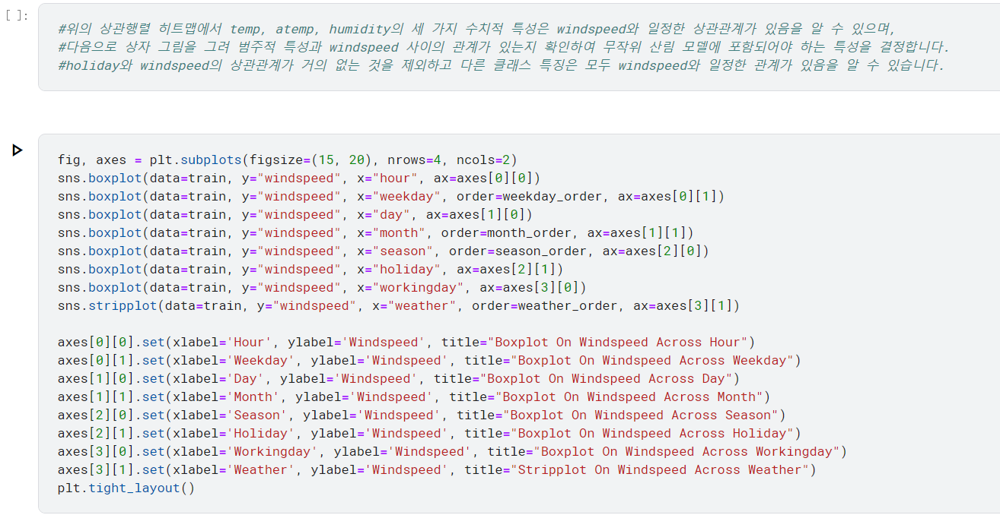 [ ]:
#위의 상관행렬 히트맵에서 temp, atemp, humidity의 세 가지 수치적 특성은 windspeed와 일정한 상관관계가 있음을 알 수 있으며,
#다음으로 상자 그림을 그려 범주적 특성과 windspeed 사이의 관계가 있는지 확인하여 무작위 산림 모델에 포함되어야 하는 특성을 결정합니다.
#holiday와 windspeed의 상관관계가 거의 없는 것을 제외하고 다른 클래스 특징은 모두 windspeed와 일정한 관계가 있음을 알 수 있습니다.
fig, axes = plt.subplots(figsize=(15, 20), nrows=4, ncols=2)
sns.boxplot(data=train, y="windspeed", x="hour", ax=axes[0][0])
sns.boxplot(data=train, y="windspeed", x="weekday", order=weekday_order, ax=axes[0][1])
sns.boxplot(data=train, y="windspeed", x="day", ax=axes[1][0])
sns.boxplot(data=train, y="windspeed", x="month", order=month_order, ax=axes[1][1])
sns.boxplot(data=train, y="windspeed", x="season", order=season_order, ax=axes[2][0])
sns.boxplot(data=train, y="windspeed", x="holiday", ax=axes[2][1])
sns.boxplot(data=train, y="windspeed", x="workingday", ax=axes[3][0])
sns.stripplot(data=train, y="windspeed", x="weather", order=weather_order, ax=axes[3][1])
axes[0][0].set(xlabel='Hour', ylabel='Windspeed', title="Boxplot On Windspeed Across Hour")
axes[0][1].set(xlabel='Weekday', ylabel='Windspeed', title="Boxplot On Windspeed Across Weekday")
axes[1][0].set(xlabel='Day', ylabel='Windspeed', title="Boxplot On Windspeed Across Day")
axes[1][1].set(xlabel='Month', ylabel='Windspeed', title="Boxplot On Windspeed Across Month")
axes[2][0].set(xlabel='Season', ylabel='Windspeed', title="Boxplot On Windspeed Across Season")
axes[2][1].set(xlabel='Holiday', ylabel='Windspeed', title="Boxplot On Windspeed Across Holiday")
axes[3][0].set(xlabel='Workingday', ylabel='Windspeed', title="Boxplot On Windspeed Across Workingday")
axes[3][1].set(xlabel='Weather', ylabel='Windspeed', title="Stripplot On Windspeed Across Weather")
plt.tight_layout()